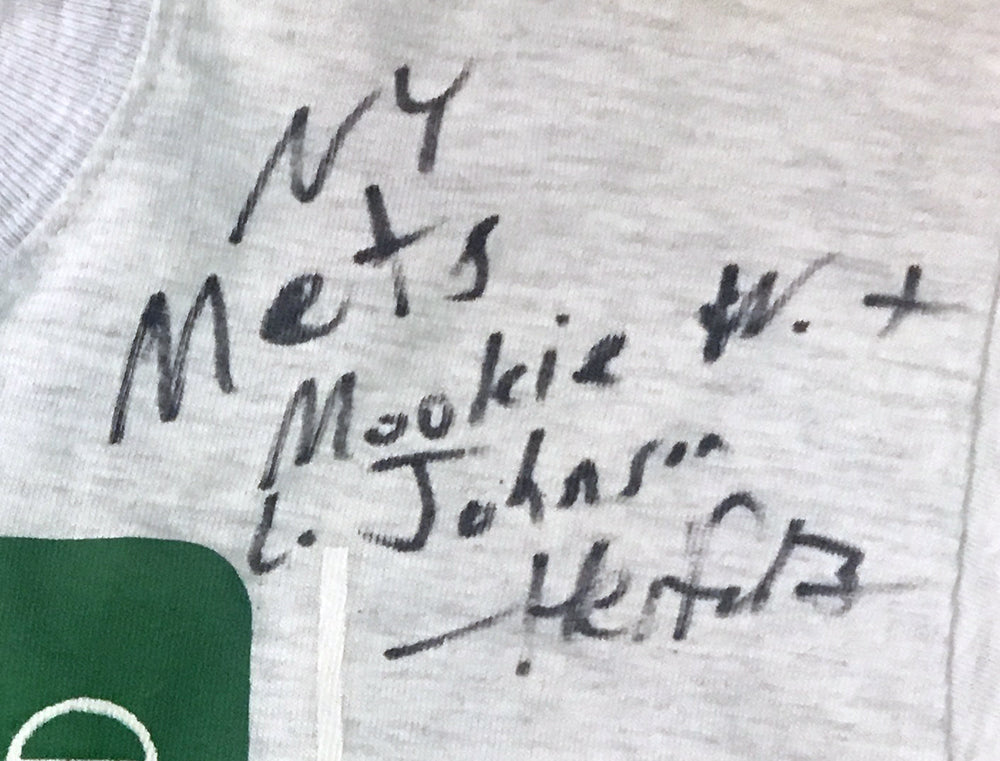 NY
Mets
Mookie W. +
L. Johnson